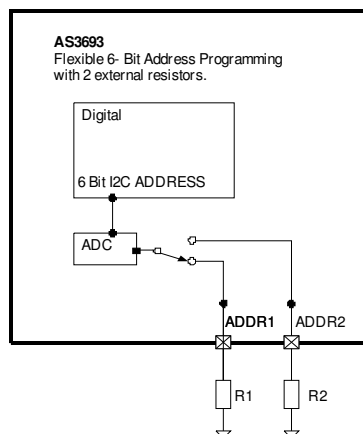 AS3693
Flexible 6- Bit Address Programming
with 2 external resistors.
Digital
6 Bit I2C ADDRESS
ADC
ADDR1 ADDR2
R1 R2